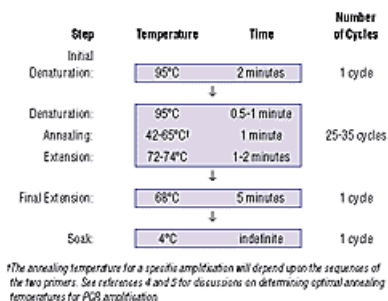 Number
Step Temperature Time of Cycles
Initial
Denaturation: 95°C 2 minutes 1 cycle
↓
Denaturation: 95°C 0.5-1 minute
Annealing: 42-65°C† 1 minute 25-35 cycles
Extension: 72-74°C 1-2 minutes
↓
Final Extension: 68°C 5 minutes 1 cycle
↓
Soak: 4°C indefinite 1 cycle
†The annealing temperature for a specific amplification will depend upon the sequences of
the two primers. See references 4 and 5 for discussions on determining optimal annealing
temperatures for PCR amplification